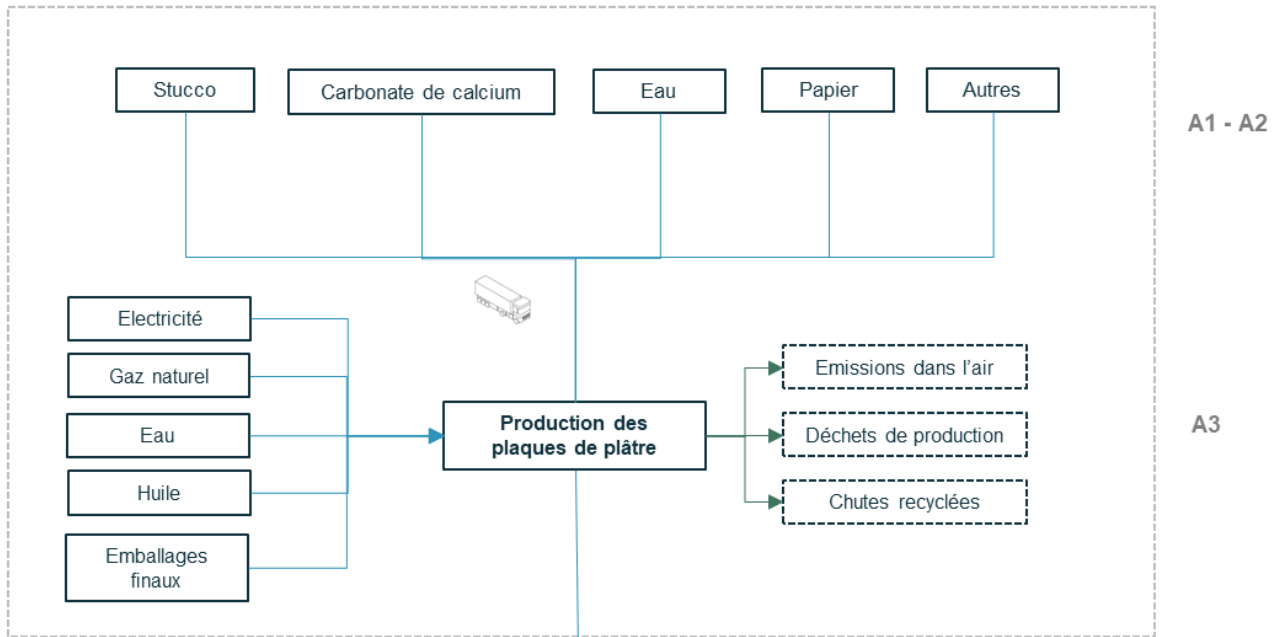 Stucco
Carbonate de calcium
Eau
Papier
Autres
A1 - A2
Electricité
Gaz naturel
Eau
Huile
Emballages
finaux
Production des
plaques de plâtre
Emissions dans l'air
Déchets de production
Chutes recyclées
A3